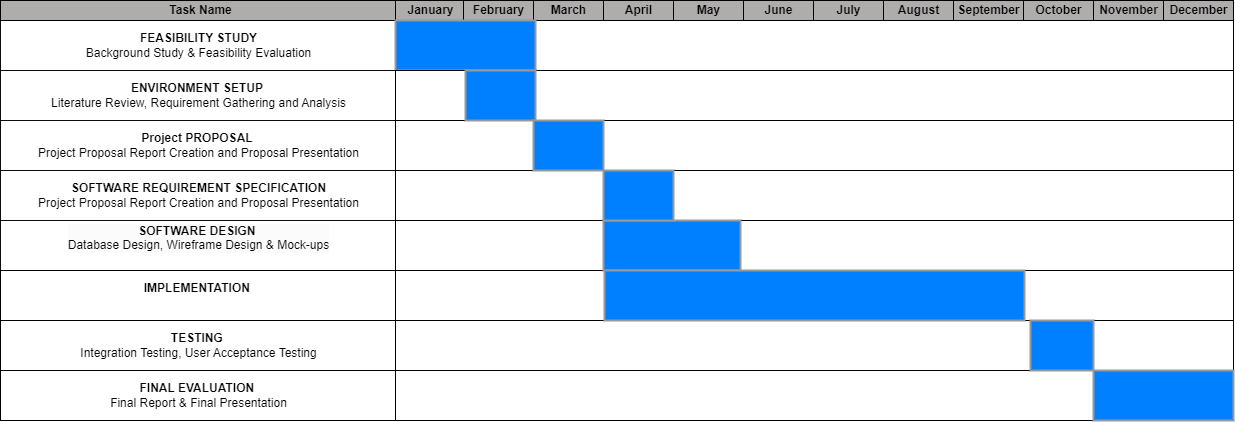 Task Name January February March April May June July August September October November December
FEASIBILITY STUDY
Background Study & Feasibility Evaluation
ENVIRONMENT SETUP
Literature Review, Requirement Gathering and Analysis
Project PROPOSAL
Project Proposal Report Creation and Proposal Presentation
SOFTWARE REQUIREMENT SPECIFICATION
Project Proposal Report Creation and Proposal Presentation
SOFTWARE DESIGN
Database Design, Wireframe Design & Mock-ups
IMPLEMENTATION
TESTING
Integration Testing, User Acceptance Testing
FINAL EVALUATION
Final Report & Final Presentation